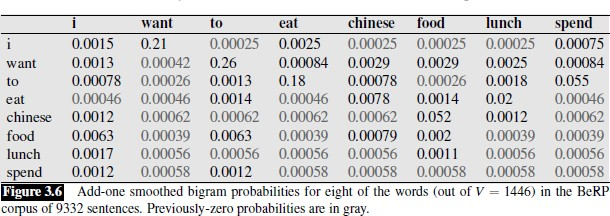 i want to eat chinese food lunch spend
i 0.0015 0.21 0.00025 0.0025 0.00025 0.00025 0.00025 0.00075
want 0.0013 0.00042 0.26 0.00084 0.0029 0.0029 0.0025 0.00084
to 0.00078 0.00026 0.0013 0.18 0.00078 0.00026 0.0018 0.055
eat 0.00046 0.00046 0.0014 0.00046 0.0078 0.0014 0.02 0.00046
chinese 0.0012 0.00062 0.00062 0.00062 0.00062 0.052 0.0012 0.00062
food 0.0063 0.00039 0.0063 0.00039 0.00079 0.002 0.00039 0.00039
lunch 0.0017 0.00056 0.00056 0.00056 0.00056 0.0011 0.00056 0.00056
spend 0.0012 0.00058 0.0012 0.00058 0.00058 0.00058 0.00058 0.00058
Figure 3.6 Add-one smoothed bigram probabilities for eight of the words (out of V = 1446) in the BeRP
corpus of 9332 sentences. Previously-zero probabilities are in gray.